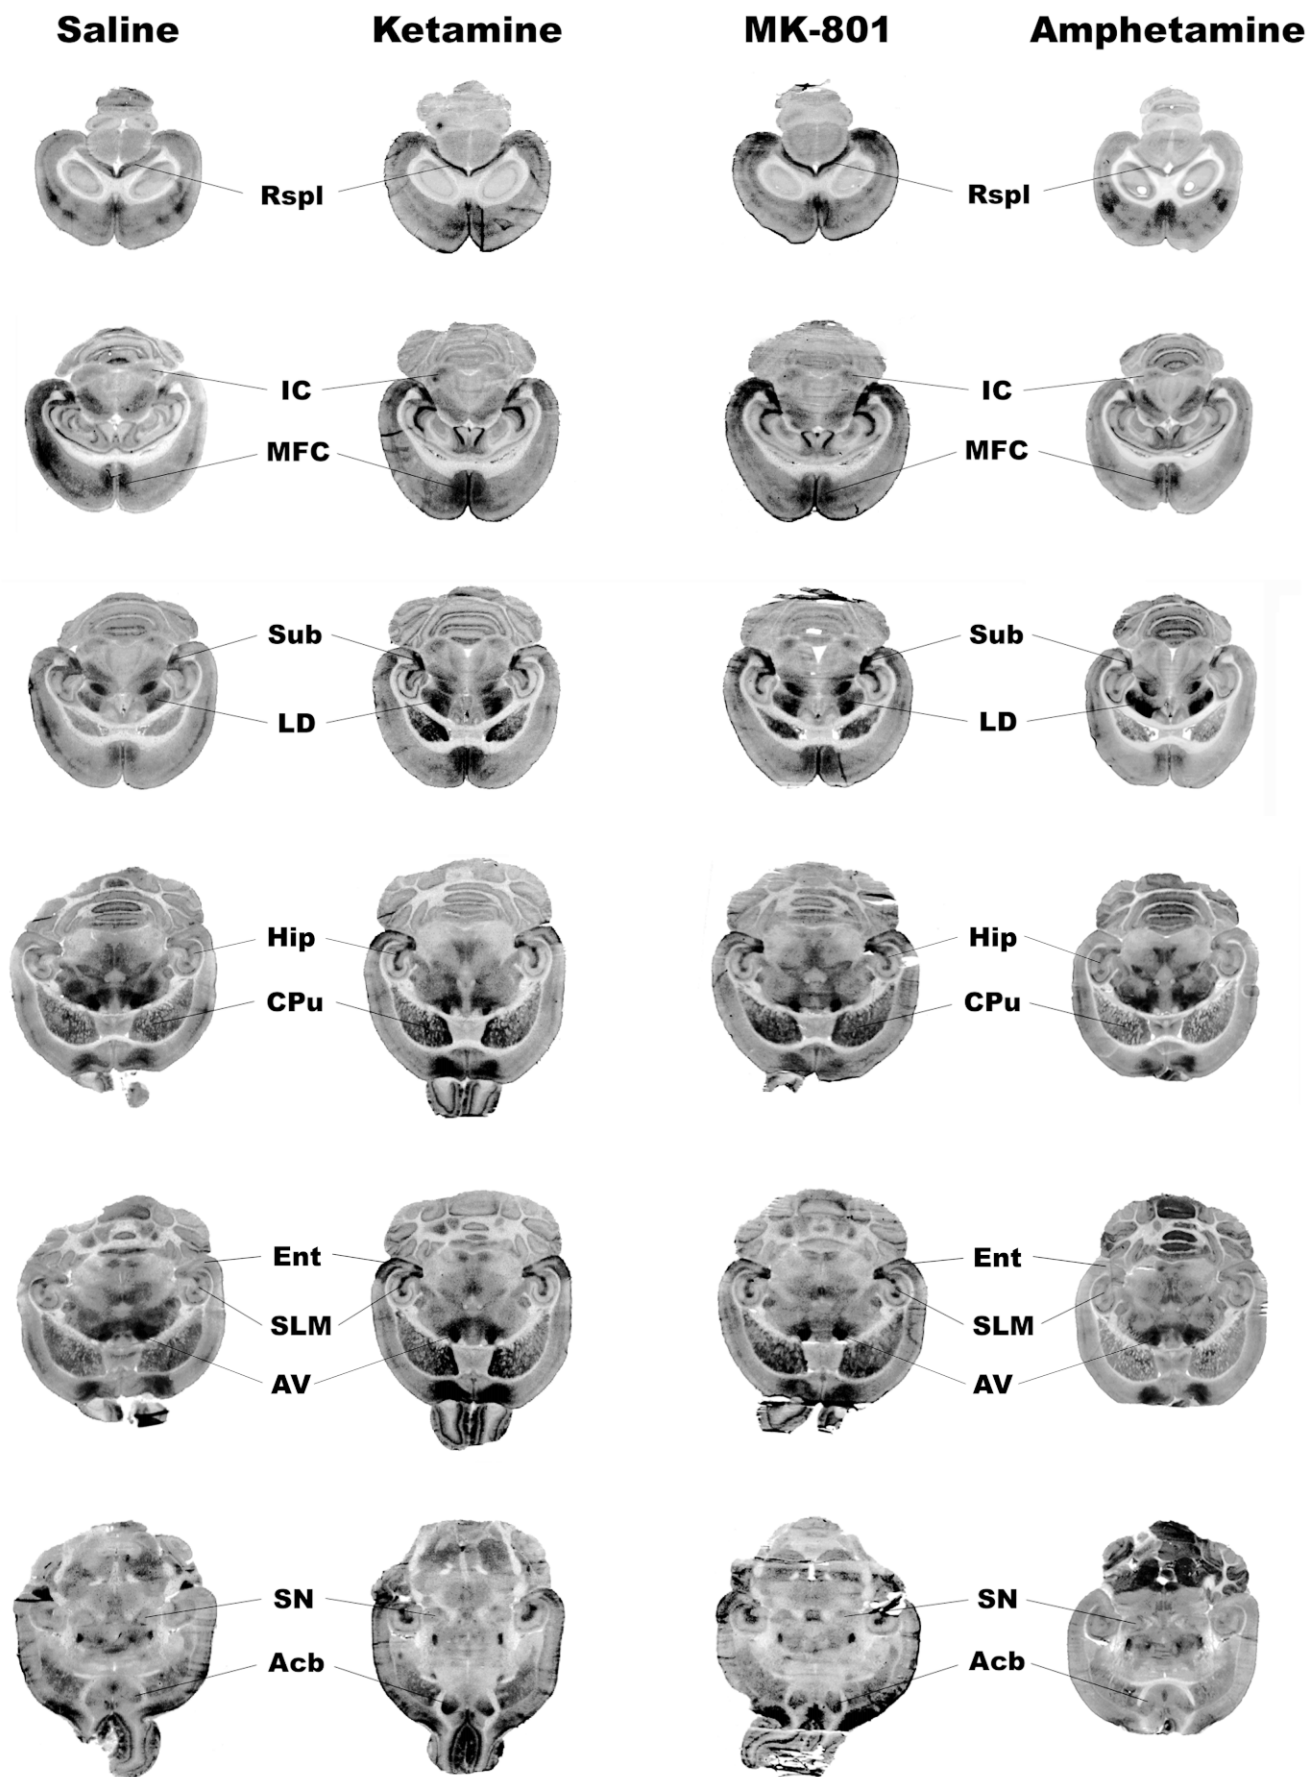 Saline Ketamine MK-801 Amphetamine
Rspl Rspl
IC IC
MFC MFC
Sub Sub
LD LD
Hip Hip
CPu CPu
Ent Ent
SLM SLM
AV AV
SN SN
Acb Acb